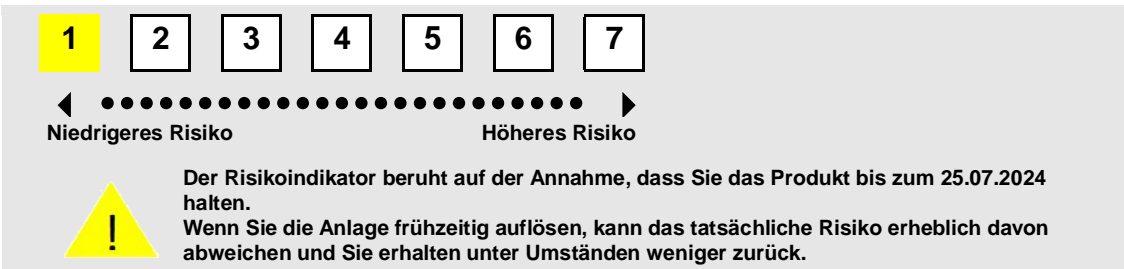 1 2 3 4 5 6 7
Niedrigeres Risiko Höheres Risiko
Der Risikoindikator beruht auf der Annahme, dass Sie das Produkt bis zum 25.07.2024
halten.
! Wenn Sie die Anlage frühzeitig auflösen, kann das tatsächliche Risiko erheblich davon
abweichen und Sie erhalten unter Umständen weniger zurück.